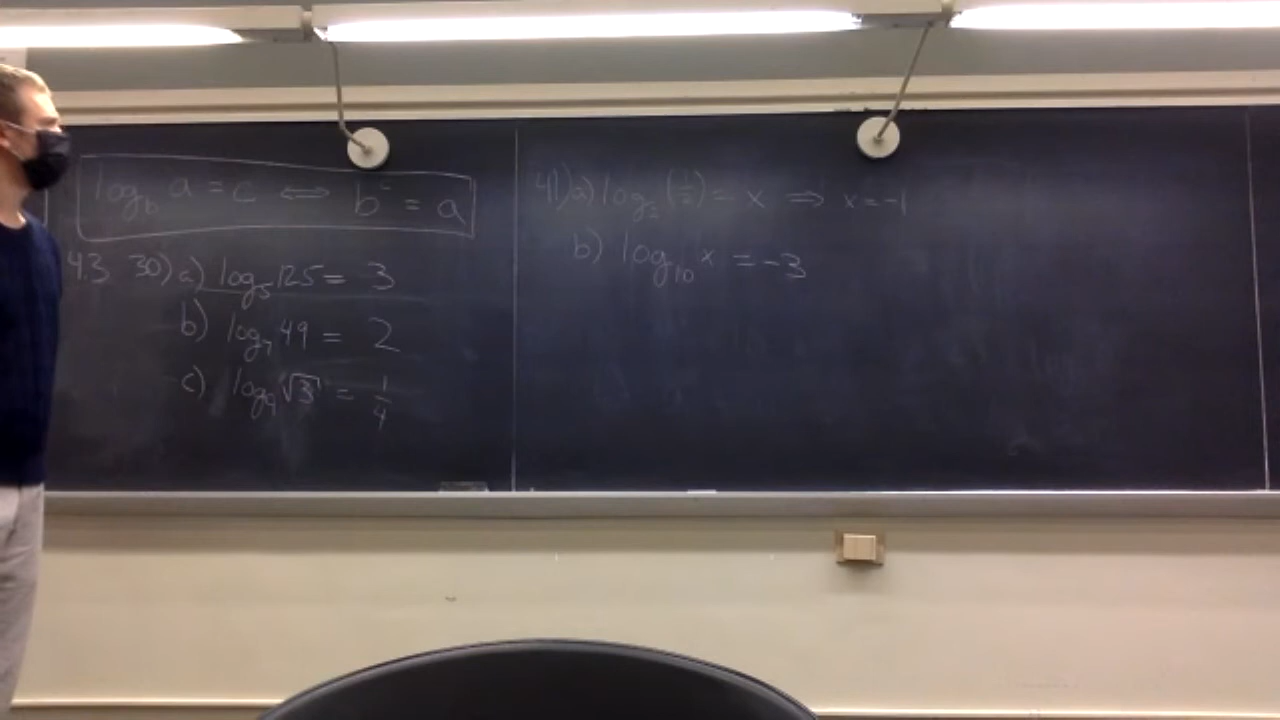 log_b a = c ⟺ b^c = a
4.3 30) a) log_5 125 = 3
b) log_7 49 = 2
c) log_9 √3 = 1/4
41) a) log_2 (1/2) = x ⟹ x = -1
b) log_10 x = -3